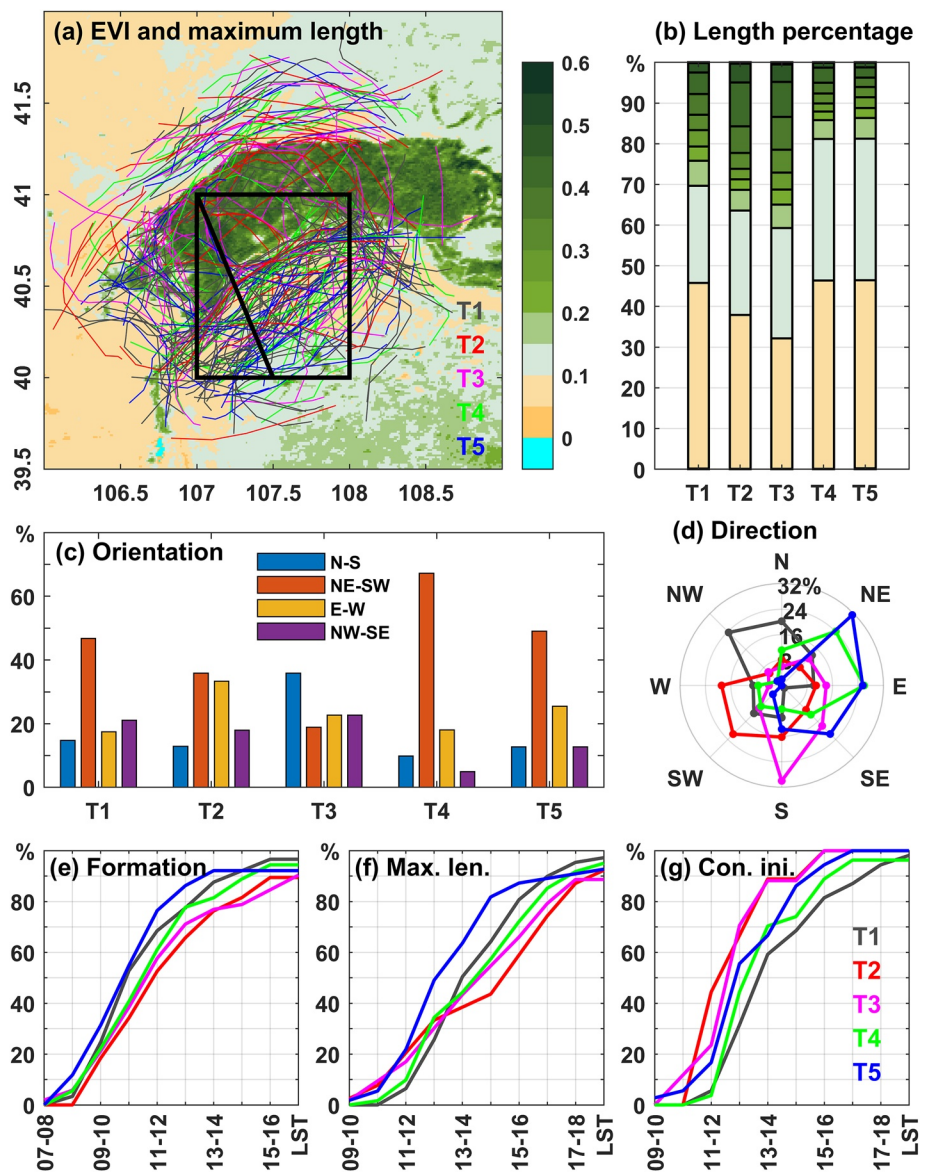 (a) EVI and maximum length
41.5
41
40.5
40
39.5
106.5 107 107.5 108 108.5
T1
T2
T3
T4
T5
0.6
0.5
0.4
0.3
0.2
0.1
0
(b) Length percentage
%
90
80
70
60
50
40
30
20
10
0
T1 T2 T3 T4 T5
(c) Orientation
%
60
40
20
0
N-S
NE-SW
E-W
NW-SE
T1 T2 T3 T4 T5
(d) Direction
N
32%
24
16
8
NW NE
W E
SW SE
S
(e) Formation
%
80
60
40
20
0
07-08 09-10 11-12 13-14 15-16 LST
(f) Max. len.
%
80
60
40
20
0
09-10 11-12 13-14 15-16 17-18 LST
(g) Con. ini.
%
80
60
40
20
0
T1
T2
T3
T4
T5
09-10 11-12 13-14 15-16 17-18 LST